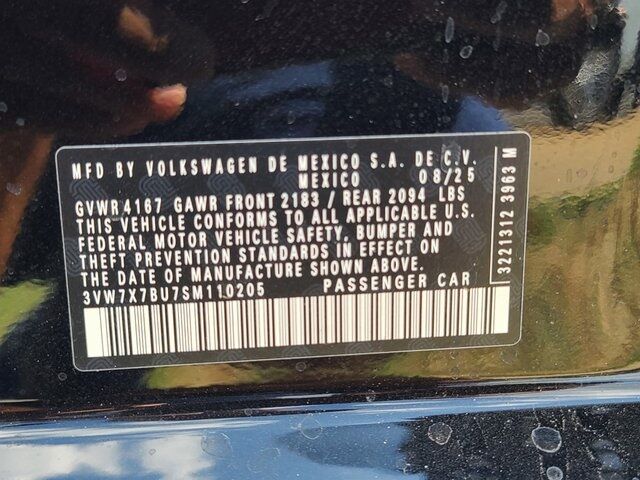 MFD BY VOLKSWAGEN DE MEXICO S.A. DE C.V.
MEXICO 08/25
GVWR 4167 GAWR FRONT 2183 / REAR 2094 LBS
THIS VEHICLE CONFORMS TO ALL APPLICABLE U.S.
FEDERAL MOTOR VEHICLE SAFETY, BUMPER AND
THEFT PREVENTION STANDARDS IN EFFECT ON
THE DATE OF MANUFACTURE SHOWN ABOVE.
3VW7X7BU7SM110205 PASSENGER CAR
3221312 3963 M